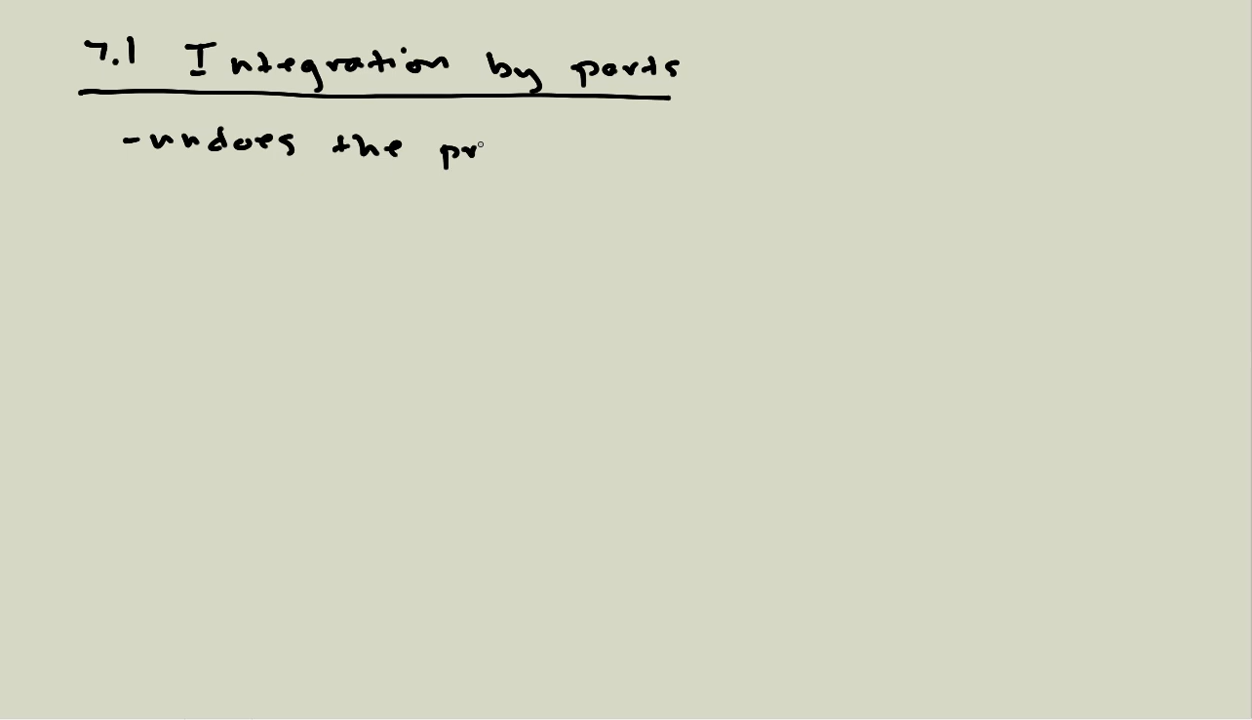 7.1 Integration by parts
- undoes the pr